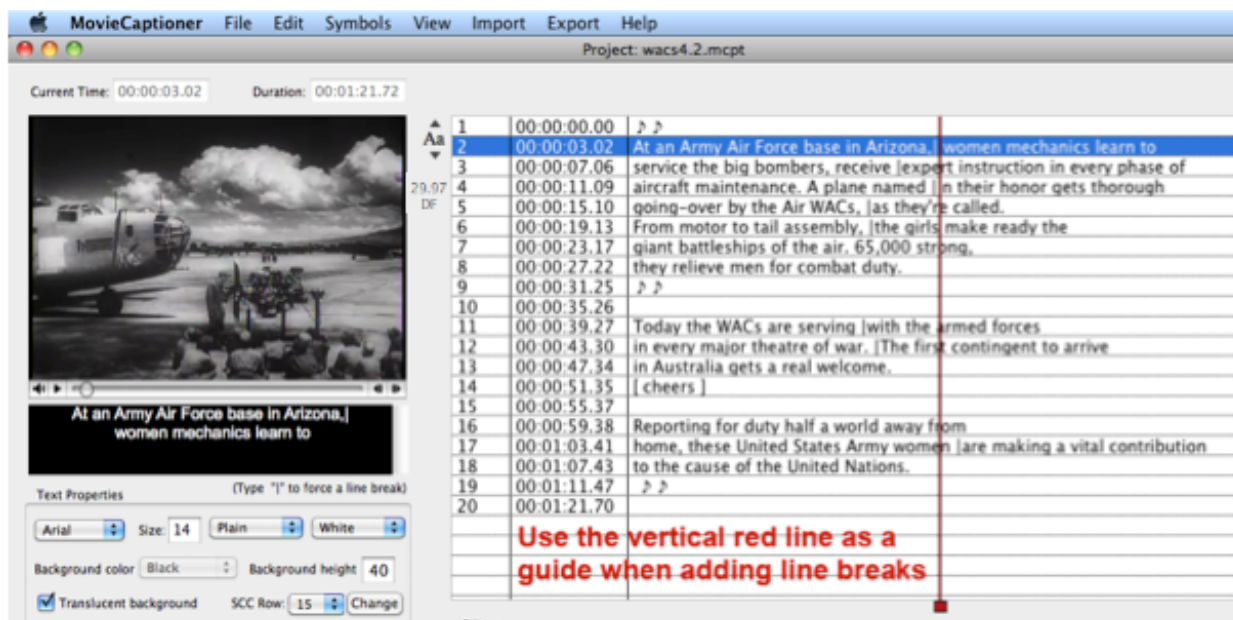 MovieCaptioner File Edit Symbols View Import Export Help
Project: wacs4.2.mcpt
Current Time: 00:00:03.02 Duration: 00:01:21.72
Aa
29.97
DF
1 00:00:00.00 ♪ ♪
2 00:00:03.02 At an Army Air Force base in Arizona,| women mechanics learn to
3 00:00:07.06 service the big bombers, receive |expert instruction in every phase of
4 00:00:11.09 aircraft maintenance. A plane named |in their honor gets thorough
5 00:00:15.10 going-over by the Air WACs, |as they're called.
6 00:00:19.13 From motor to tail assembly, |the girls make ready the
7 00:00:23.17 giant battleships of the air. 65,000 strong,
8 00:00:27.22 they relieve men for combat duty.
9 00:00:31.25 ♪ ♪
10 00:00:35.26
11 00:00:39.27 Today the WACs are serving |with the armed forces
12 00:00:43.30 in every major theatre of war. |The first contingent to arrive
13 00:00:47.34 in Australia gets a real welcome.
14 00:00:51.35 [ cheers ]
15 00:00:55.37
16 00:00:59.38 Reporting for duty half a world away from
17 00:01:03.41 home, these United States Army women |are making a vital contribution
18 00:01:07.43 to the cause of the United Nations.
19 00:01:11.47 ♪ ♪
20 00:01:21.70
At an Army Air Force base in Arizona,|
women mechanics learn to
Text Properties (Type "|" to force a line break)
Arial Size: 14 Plain White
Background color Black Background height 40
Translucent background SCC Row: 15 Change
Use the vertical red line as a
guide when adding line breaks